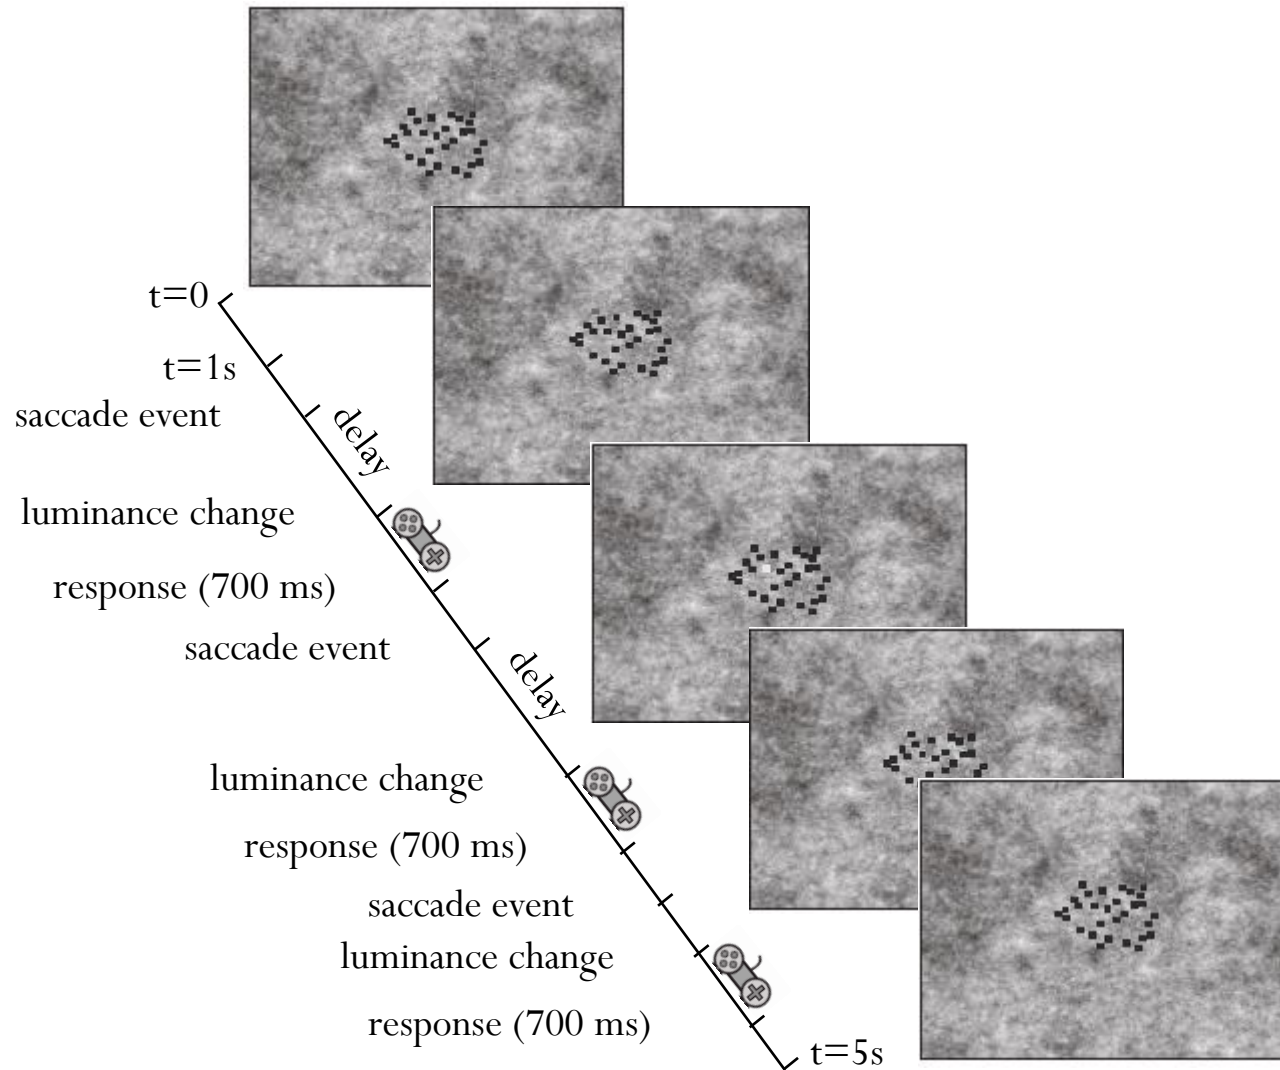 t=0
t=1s
saccade event
delay
luminance change
response (700 ms)
saccade event
delay
luminance change
response (700 ms)
saccade event
luminance change
response (700 ms)
t=5s